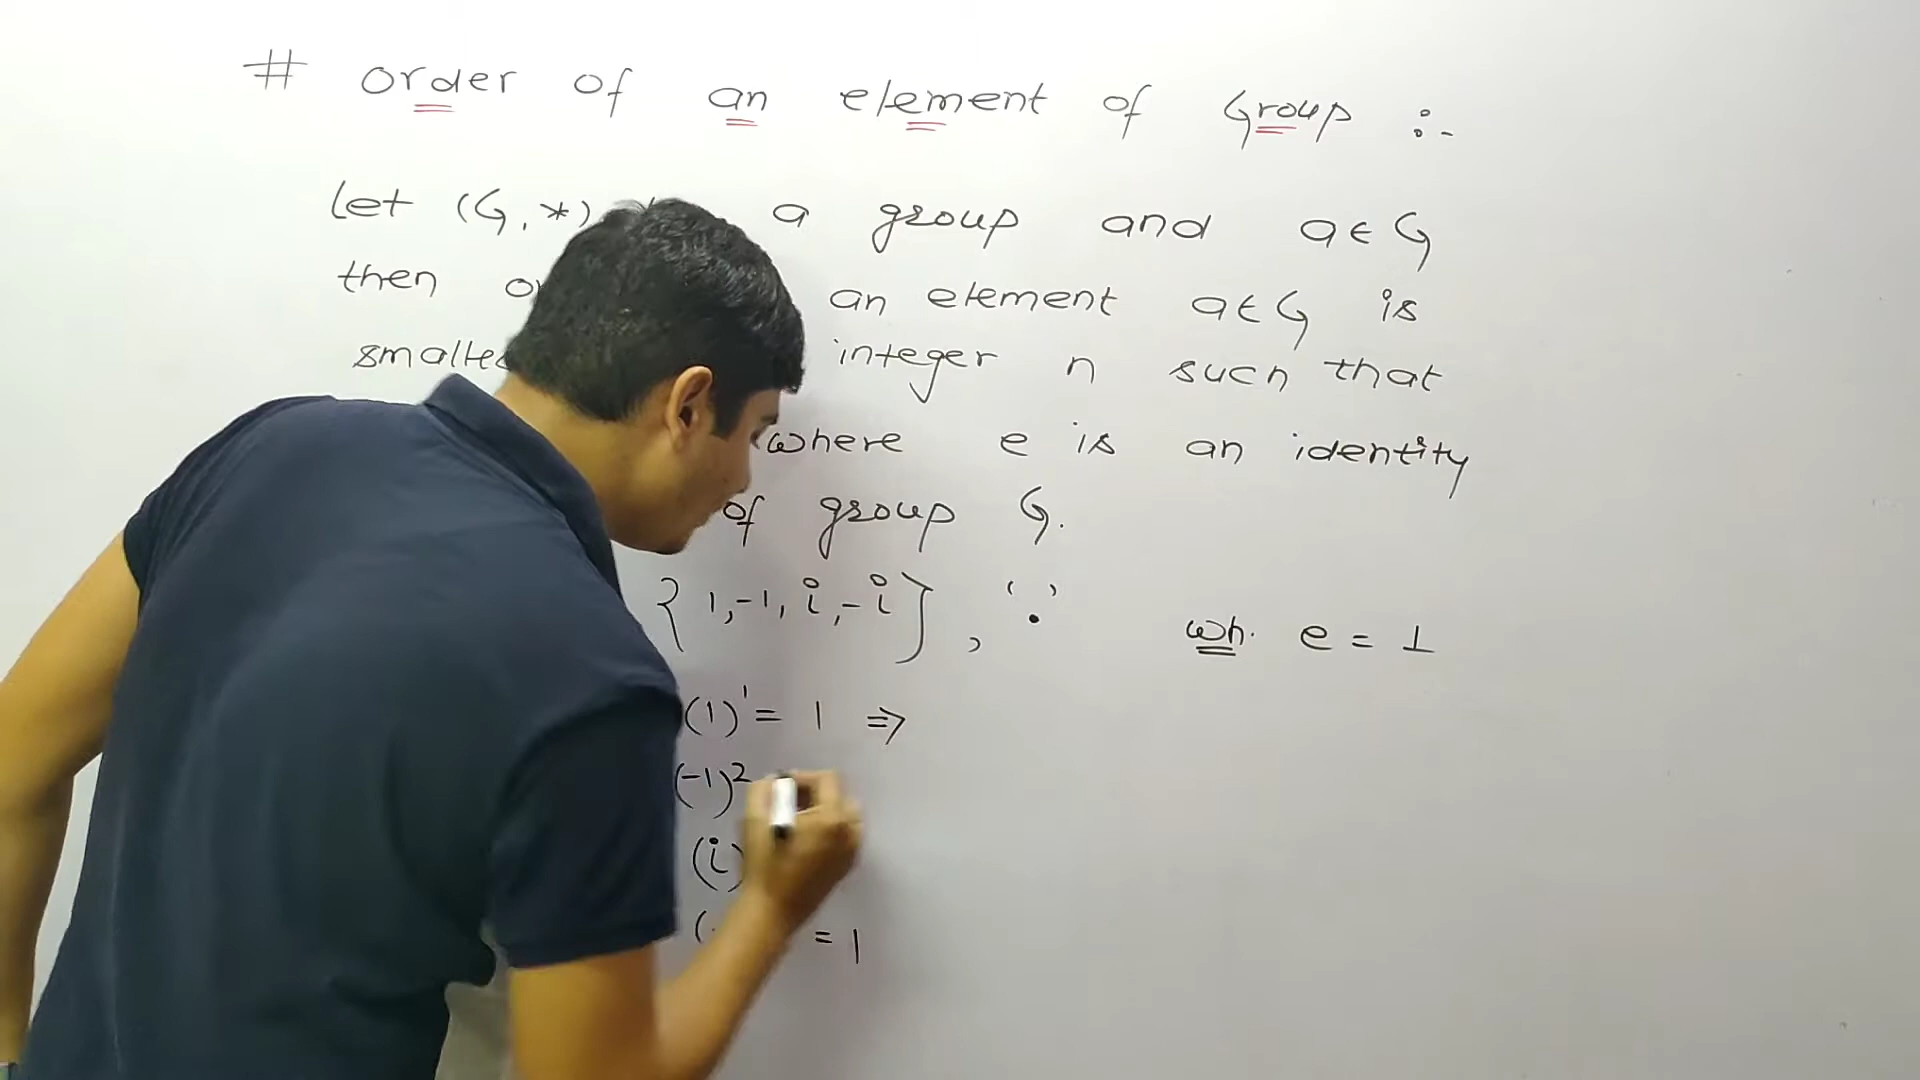 # order of an element of Group :-
Let (G, *) a group and a ∈ G
then an element a ∈ G is
integer n such that
where e is an identity
of group G.
{ 1, -1, i, -i } , '.' wh. e = 1
(1)¹ = 1 ⇒
(-1)²
(i)
= 1